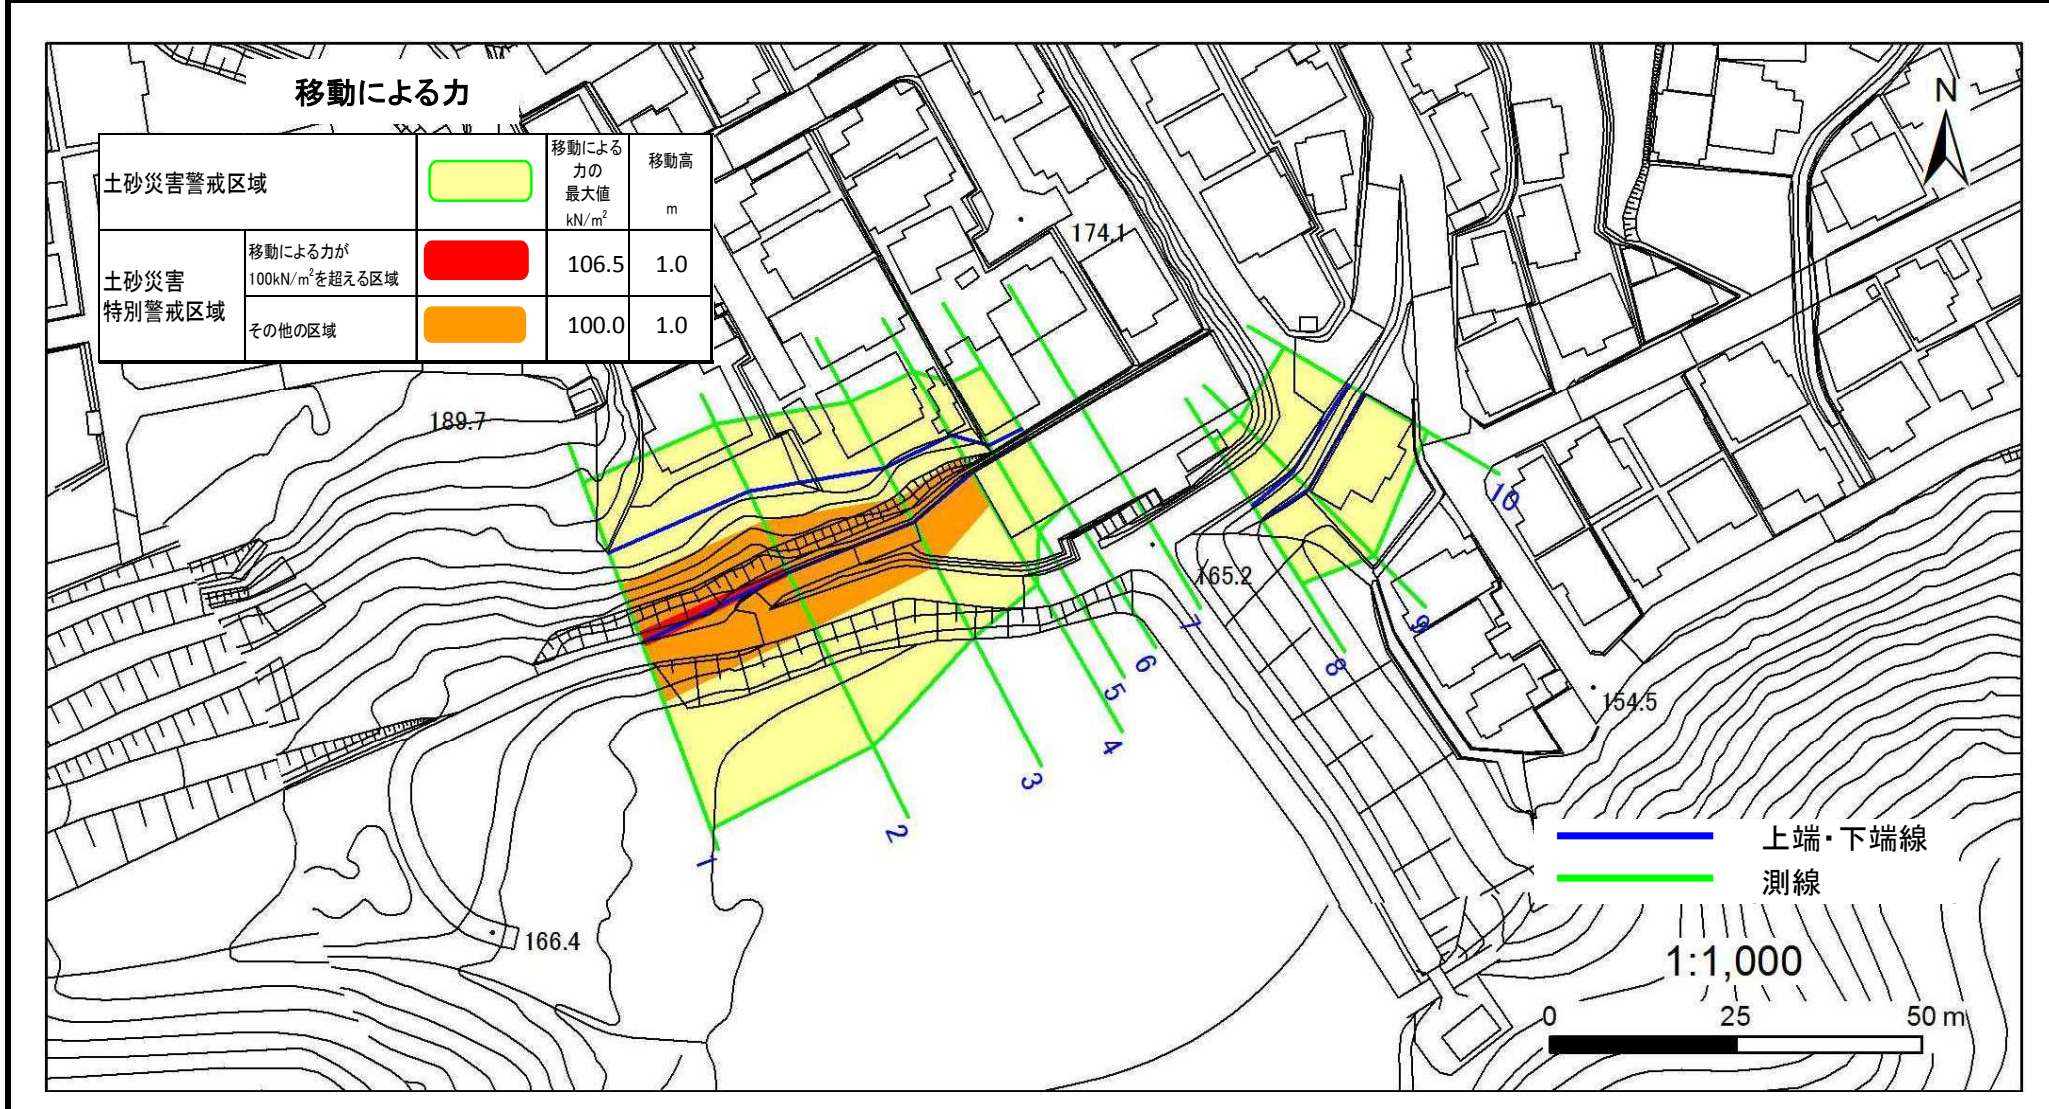 移動による力
土砂災害警戒区域
移動による
力の
最大値
kN/m²
移動高
m
土砂災害
特別警戒区域
移動による力が
100kN/m²を超える区域
106.5
1.0
その他の区域
100.0
1.0
N
174.1
189.7
165.2
154.5
166.4
1
2
3
4
5
6
7
8
9
10
上端・下端線
測線
1:1,000
0
25
50 m